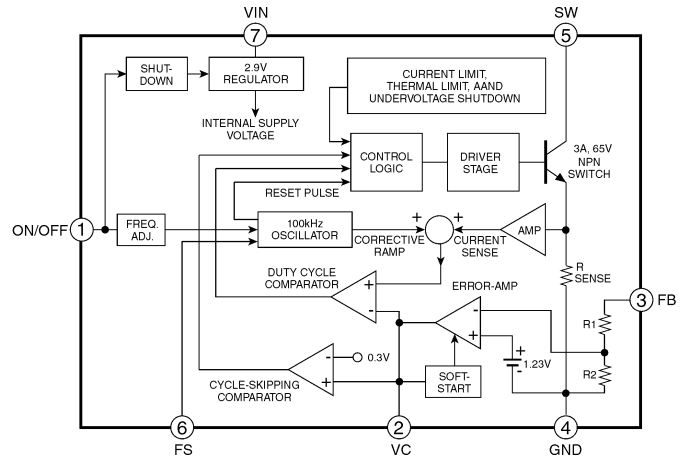 VIN
SW
7
5
SHUT-
DOWN
2.9V
REGULATOR
CURRENT LIMIT,
THERMAL LIMIT, AAND
UNDERVOLTAGE SHUTDOWN
INTERNAL SUPPLY
VOLTAGE
CONTROL
LOGIC
DRIVER
STAGE
3A, 65V
NPN
SWITCH
RESET PULSE
ON/OFF
1
FREQ.
ADJ.
100kHz
OSCILLATOR
CORRECTIVE
RAMP
+
+
CURRENT
SENSE
AMP
R
SENSE
DUTY CYCLE
COMPARATOR
+
-
ERROR-AMP
-
+
3
FB
R1
R2
+
1.23V
-
0.3V
+
CYCLE-SKIPPING
COMPARATOR
SOFT-
START
6
2
4
FS
VC
GND